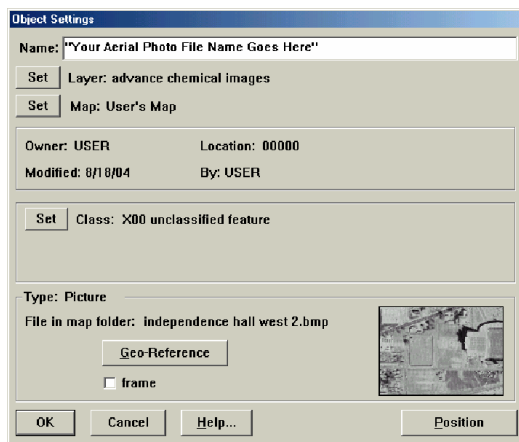 Object Settings
Name: "Your Aerial Photo File Name Goes Here"
Set Layer: advance chemical images
Set Map: User's Map
Owner: USER Location: 00000
Modified: 8/18/04 By: USER
Set Class: X00 unclassified feature
Type: Picture
File in map folder: independence hall west 2.bmp
Geo-Reference
frame
OK Cancel Help... Position